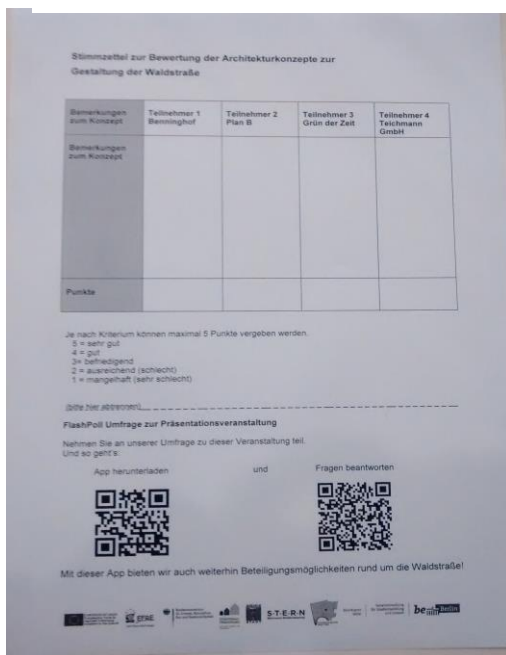 Stimmzettel zur Bewertung der Architekturkonzepte zur
Gestaltung der Waldstraße
Bemerkungen zum Konzept
Teilnehmer 1 Benninghof
Teilnehmer 2 Plan B
Teilnehmer 3 Grün der Zeit
Teilnehmer 4 Teichmann GmbH
Bemerkungen
zum Konzept
Punkte
Je nach Kriterium können maximal 5 Punkte vergeben werden.
5 = sehr gut
4 = gut
3= befriedigend
2 = ausreichend (schlecht)
1 = mangelhaft (sehr schlecht)
(bitte hier abtrennen)
FlashPoll Umfrage zur Präsentationsveranstaltung
Nehmen Sie an unserer Umfrage zu dieser Veranstaltung teil.
Und so geht's:
App herunterladen
und
Fragen beantworten
Mit dieser App bieten wir auch weiterhin Beteiligungsmöglichkeiten rund um die Waldstraße!
EFRE
S·T·E·R·N
be berlin